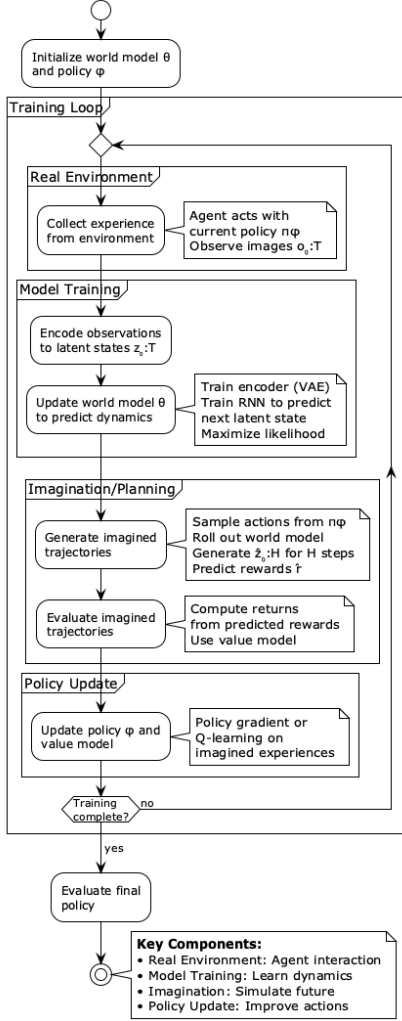 Initialize world model θ
and policy φ
Training Loop
Real Environment
Collect experience
from environment
Agent acts with
current policy πφ
Observe images o₀:T
Model Training
Encode observations
to latent states z₀:T
Update world model θ
to predict dynamics
Train encoder (VAE)
Train RNN to predict
next latent state
Maximize likelihood
Imagination/Planning
Generate imagined
trajectories
Sample actions from πφ
Roll out world model
Generate ẑ₀:H for H steps
Predict rewards r̂
Evaluate imagined
trajectories
Compute returns
from predicted rewards
Use value model
Policy Update
Update policy φ and
value model
Policy gradient or
Q-learning on
imagined experiences
Training
complete?
no
yes
Evaluate final
policy
Key Components:
• Real Environment: Agent interaction
• Model Training: Learn dynamics
• Imagination: Simulate future
• Policy Update: Improve actions